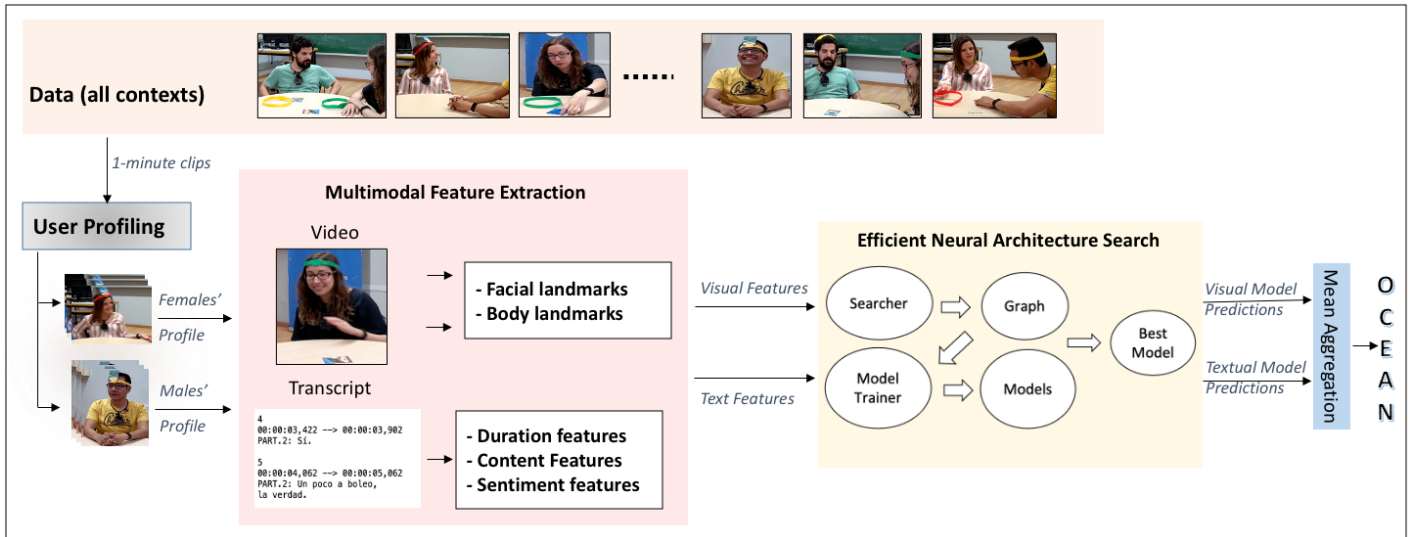 Data (all contexts)
1-minute clips
User Profiling
Females’
Profile
Males’
Profile
Multimodal Feature Extraction
Video
- Facial landmarks
- Body landmarks
Transcript
4
00:00:03,422 --> 00:00:03,902
PART.2: Sí.
5
00:00:04,062 --> 00:00:05,062
PART.2: Un poco a boleo,
la verdad.
- Duration features
- Content Features
- Sentiment features
Visual Features
Text Features
Efficient Neural Architecture Search
Searcher
Graph
Model
Trainer
Models
Best
Model
Visual Model
Predictions
Textual Model
Predictions
Mean Aggregation
O
C
E
A
N